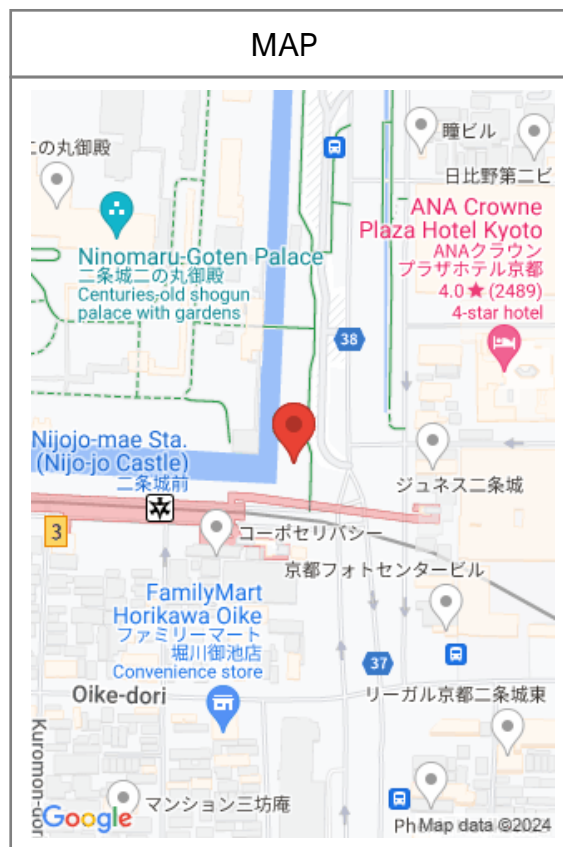 MAP
二の丸御殿
瞳ビル
日比野第二ビ
ANA Crowne
Plaza Hotel Kyoto
ANAクラウン
プラザホテル京都
4.0★(2489)
4-star hotel
Ninomaru-Goten Palace
二条城二の丸御殿
Centuries-old shogun
palace with gardens
38
Nijojo-mae Sta.
(Nijo-jo Castle)
二条城前
ジュネス二条城
3
コーポセリバシー
京都フォトセンタービル
FamilyMart
Horikawa Oike
ファミリーマート
堀川御池店
Convenience store
37
Oike-dori
リーガル京都二条城東
Kuromon-dori
マンション三坊庵
Google
Map data ©2024